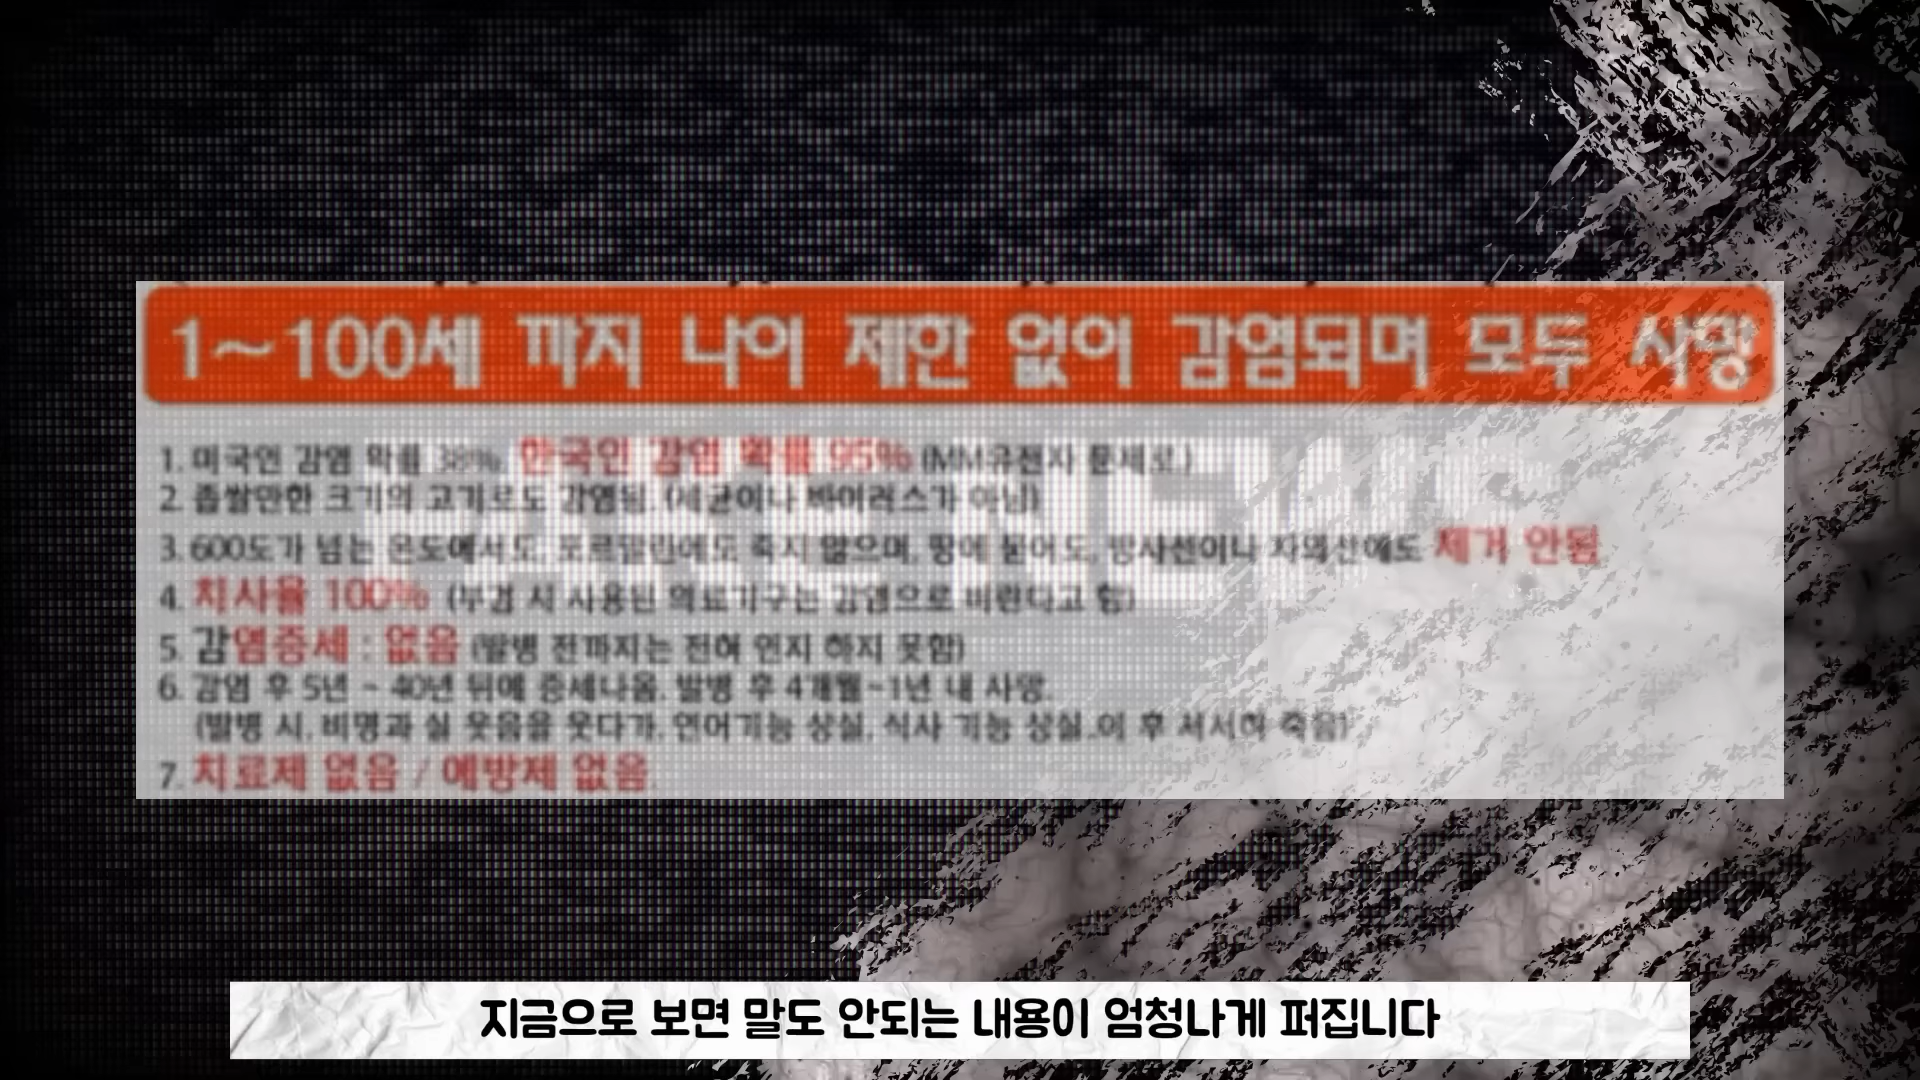 1~100세 까지 나이 제한 없이 감염되며 모두 사망
1. 미국인 감염 확률 38%, 한국인 감염 확률 95% (MM유전자 문제로)
2. 좁쌀만한 크기의 고기로도 감염됨. (세균이나 바이러스가 아님)
3. 600도가 넘는 온도에서도, 포르말린에도 죽지 않으며, 땅에 묻어도, 방사선이나 자외선에도 제거 안됨
4. 치사율 100% (부검 시 사용된 의료기구는 감염으로 버린다고 함)
5. 감염증세 : 없음 (발병 전까지는 전혀 인지 하지 못함)
6. 감염 후 5년 ~ 40년 뒤에 증세나옴. 발병 후 4개월~1년 내 사망.
(발병 시, 비명과 실 웃음을 웃다가, 언어기능 상실, 식사 기능 상실..이 후 서서히 죽음)
7. 치료제 없음 / 예방제 없음.
지금으로 보면 말도 안되는 내용이 엄청나게 퍼집니다